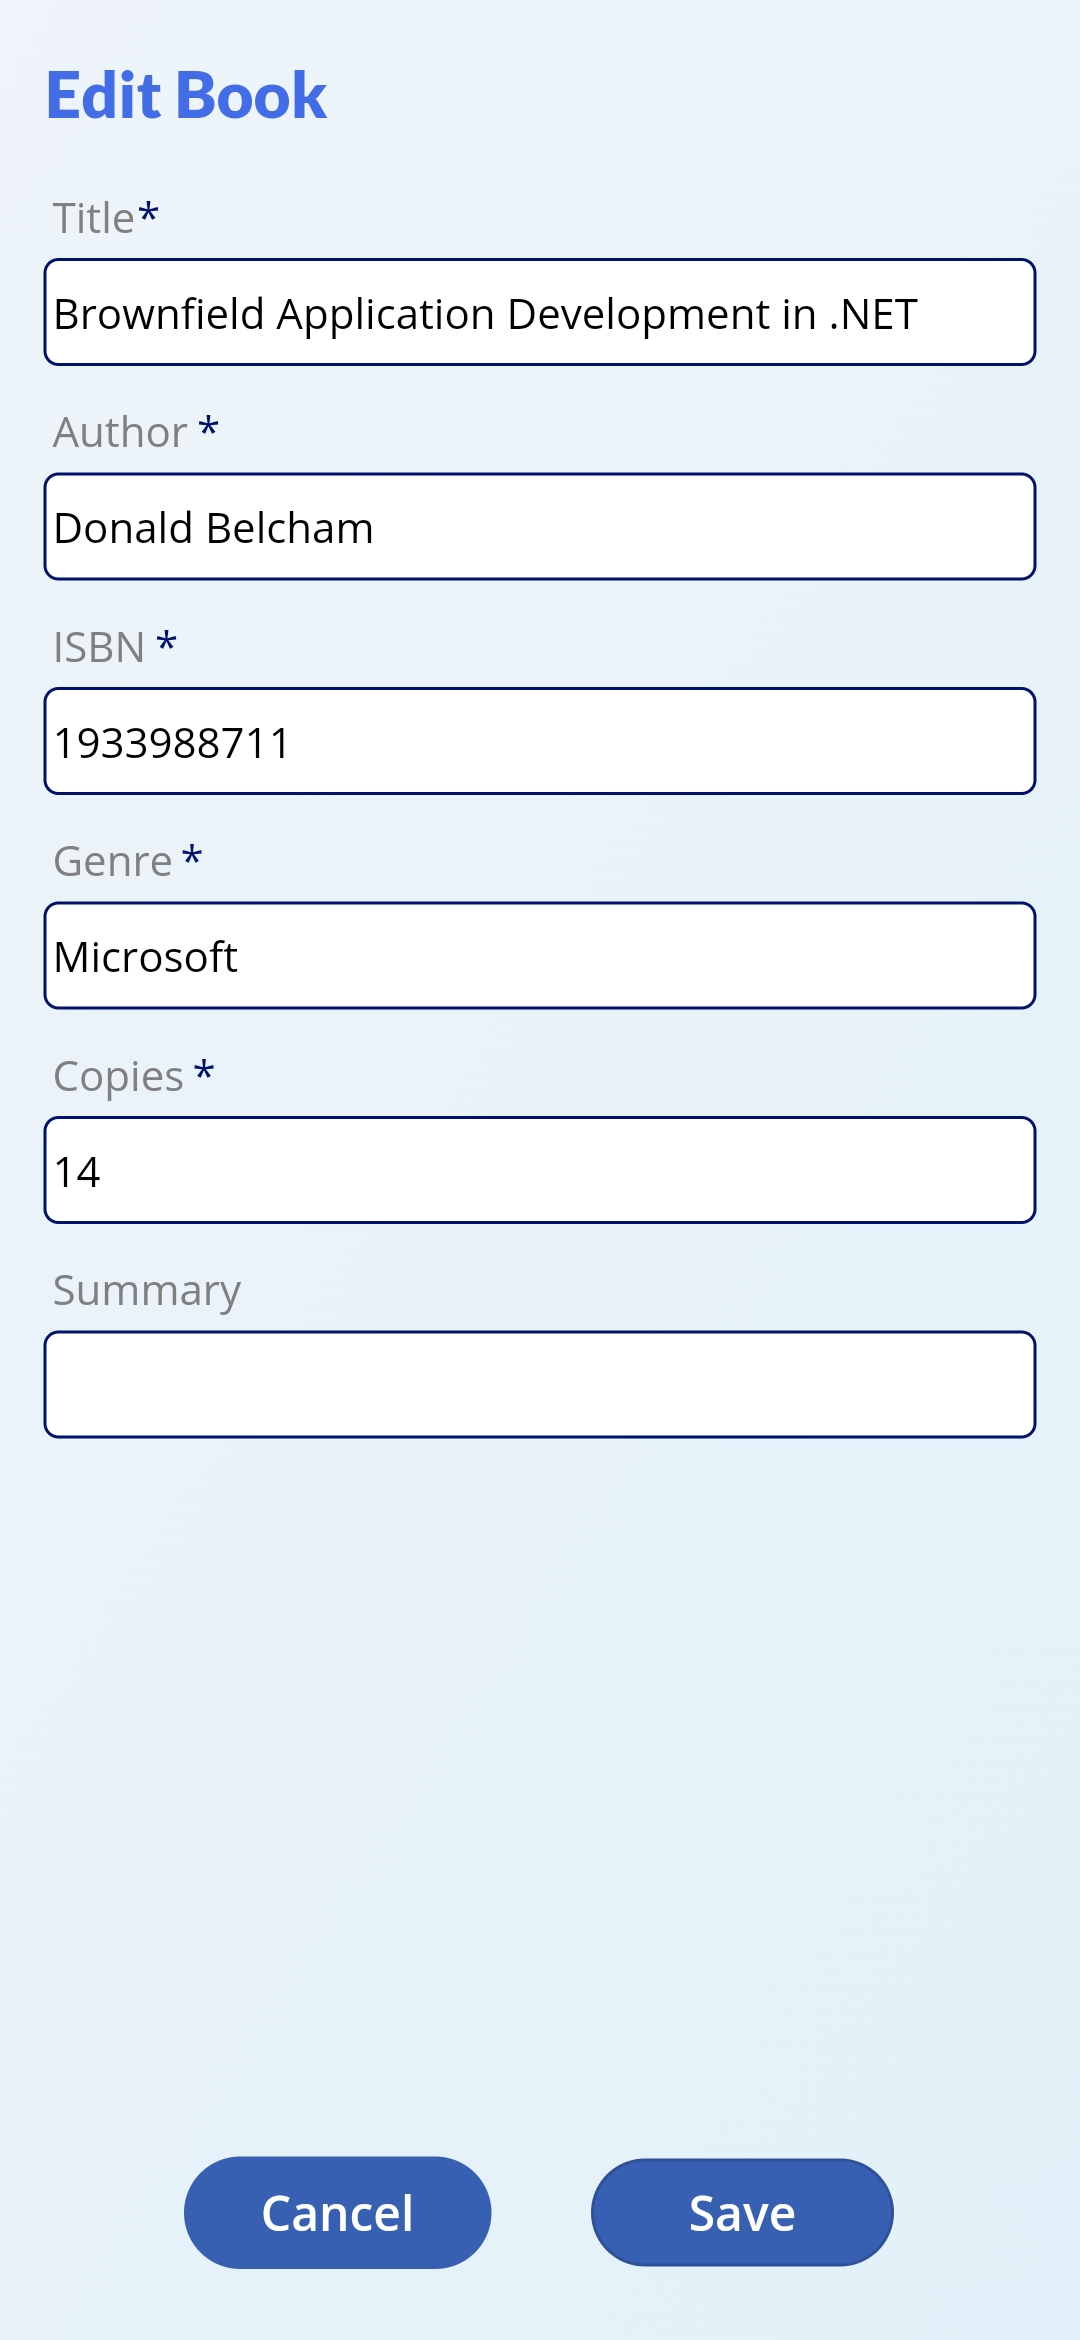 Edit Book
Title*
Brownfield Application Development in .NET
Author *
Donald Belcham
ISBN *
1933988711
Genre *
Microsoft
Copies *
14
Summary
Cancel
Save